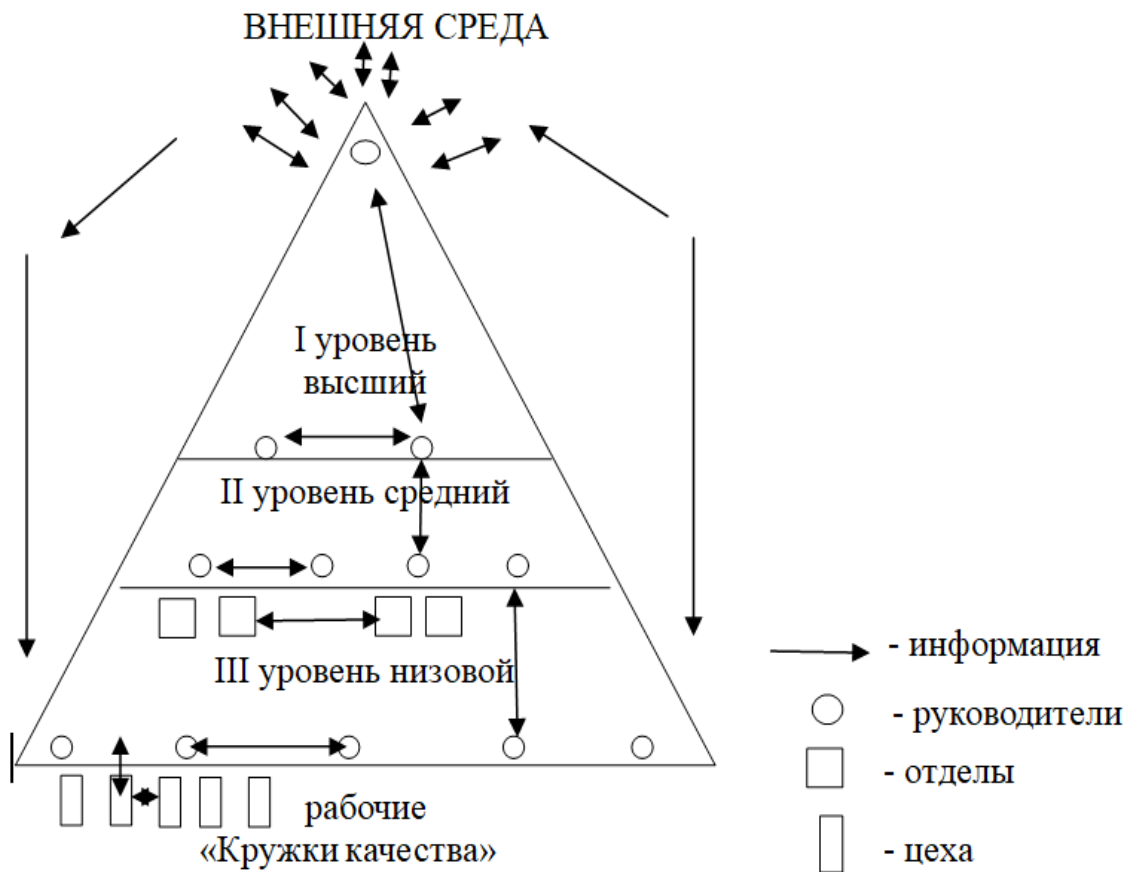 ВНЕШНЯЯ СРЕДА
I уровень
высший
II уровень средний
III уровень низовой
рабочие
«Кружки качества»
- информация
- руководители
- отделы
- цеха